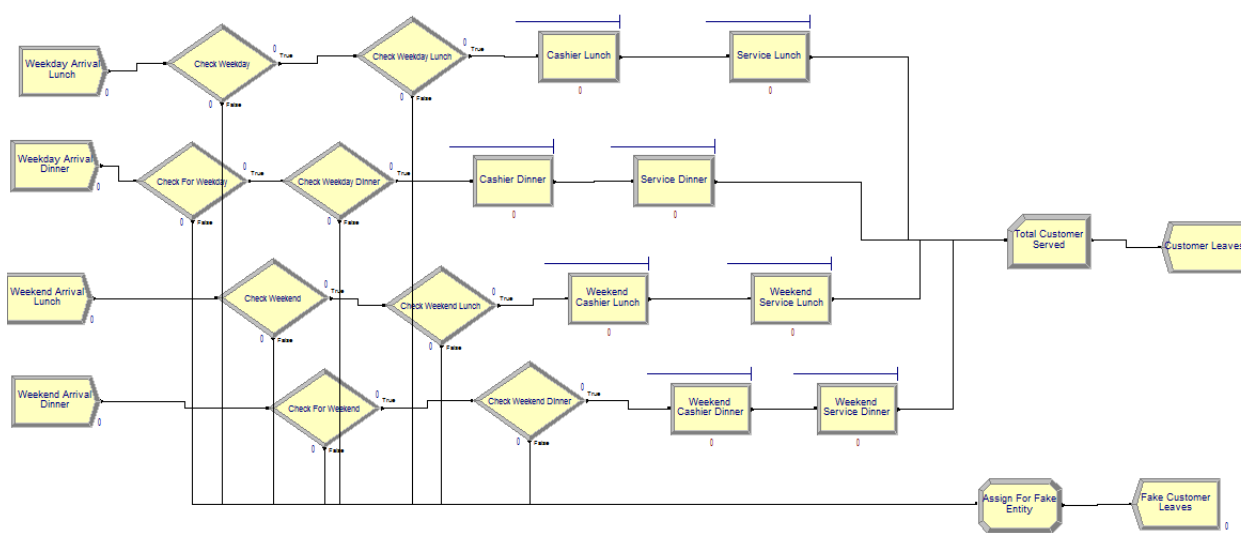 Weekday Arrival
Lunch
0
Check Weekday
0
True
0
False
Check Weekday Lunch
0
True
0
False
Cashier Lunch
0
Service Lunch
0
Weekday Arrival
Dinner
0
Check For Weekday
0
True
0
False
Check Weekday Dinner
0
True
0
False
Cashier Dinner
0
Service Dinner
0
Total Customer
Served
Customer Leaves
Weekend Arrival
Lunch
0
Check Weekend
0
True
0
False
Check Weekend Lunch
0
True
0
False
Weekend
Cashier Lunch
0
Weekend
Service Lunch
0
Weekend Arrival
Dinner
0
Check For Weekend
0
True
0
False
Check Weekend Dinner
0
True
0
False
Weekend
Cashier Dinner
0
Weekend
Service Dinner
0
Assign For Fake
Entity
Fake Customer
Leaves
0